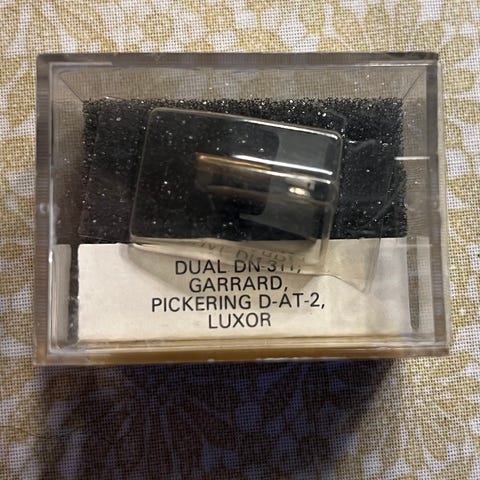 DUAL DN-311,
GARRARD,
PICKERING D-AT-2,
LUXOR